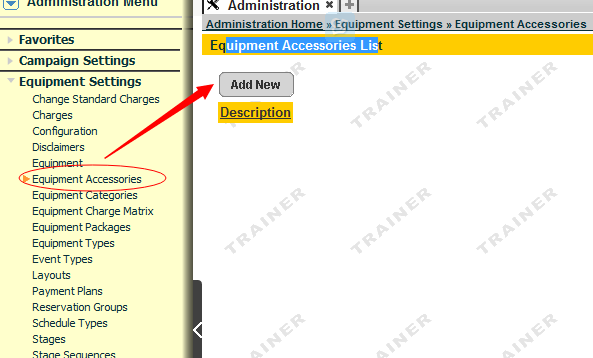 Administration Menu
Favorites
Campaign Settings
Equipment Settings
Change Standard Charges
Charges
Configuration
Disclaimers
Equipment
Equipment Accessories
Equipment Categories
Equipment Charge Matrix
Equipment Packages
Equipment Types
Event Types
Layouts
Payment Plans
Reservation Groups
Schedule Types
Stages
Stage Sequences
Administration
Administration Home » Equipment Settings » Equipment Accessories
Equipment Accessories List
Add New
Description
TRAINER
TRAINER
TRAINER
TRAINER
TRAINER
TRAINER
TRAINER
TRAINER
TRAINER